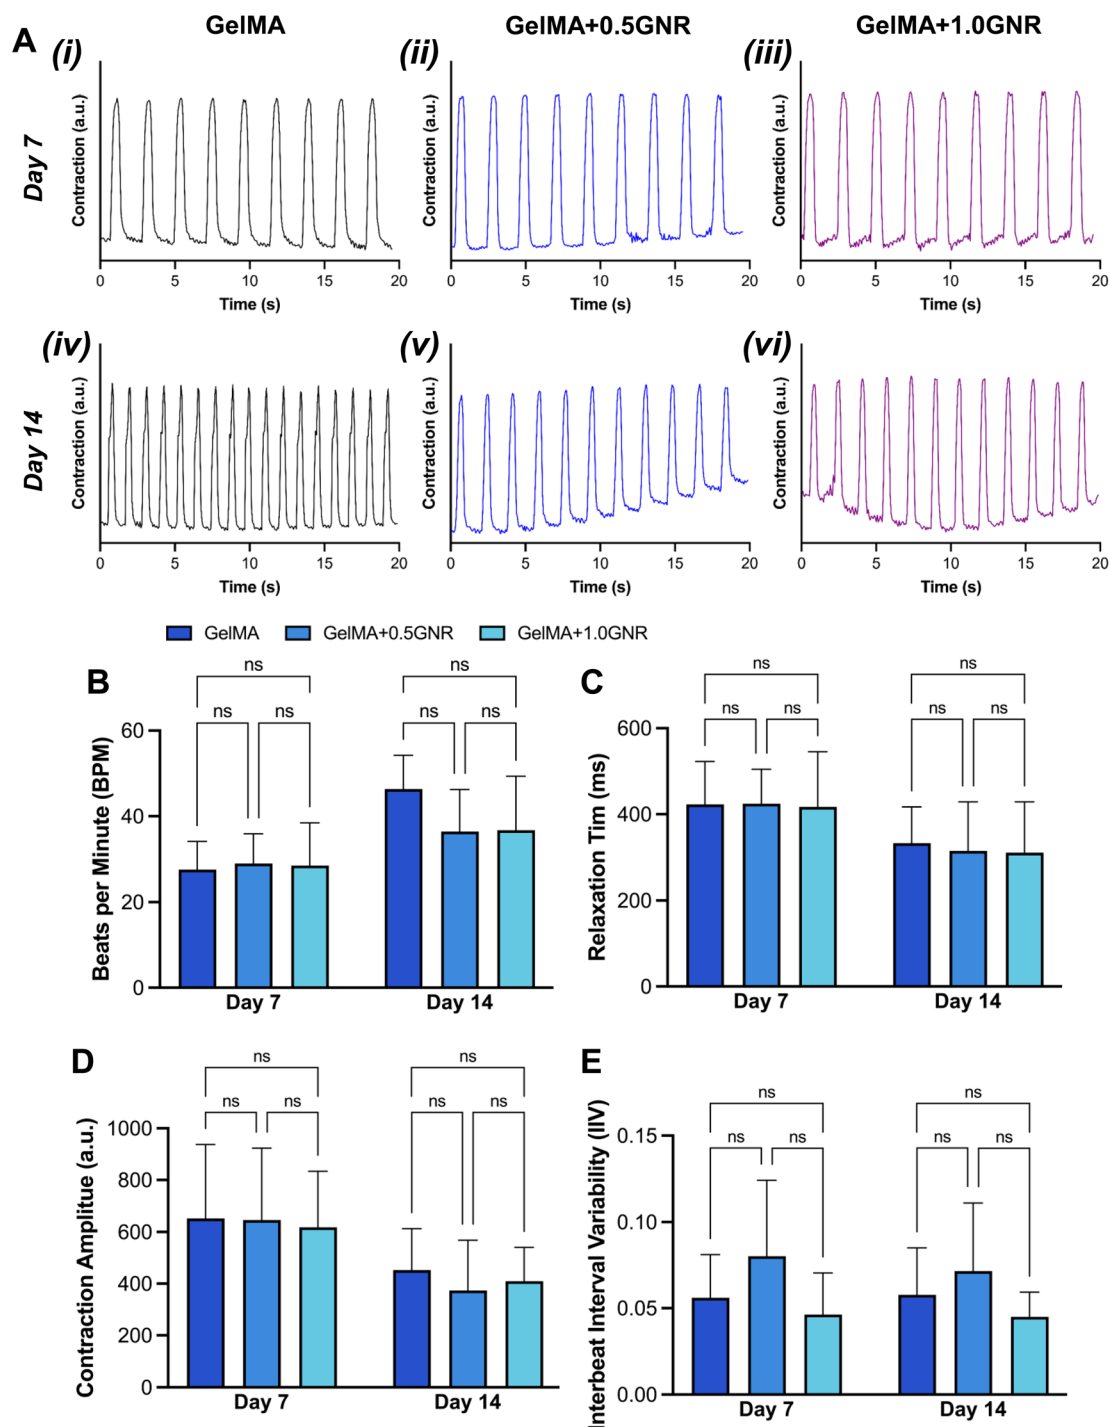 GelMA GelMA+0.5GNR GelMA+1.0GNR
A
(i) (ii) (iii)
Day 7
Contraction (a.u.) Contraction (a.u.) Contraction (a.u.)
0 5 10 15 20 0 5 10 15 20 0 5 10 15 20
Time (s) Time (s) Time (s)
(iv) (v) (vi)
Day 14
Contraction (a.u.) Contraction (a.u.) Contraction (a.u.)
0 5 10 15 20 0 5 10 15 20 0 5 10 15 20
Time (s) Time (s) Time (s)
GelMA GelMA+0.5GNR GelMA+1.0GNR
B
Beats per Minute (BPM)
60
40
20
0
ns ns
ns ns ns ns
Day 7 Day 14
C
Relaxation Tim (ms)
600
400
200
0
ns ns
ns ns ns ns
Day 7 Day 14
D
Contraction Amplitue (a.u.)
1000
800
600
400
200
0
ns ns
ns ns ns ns
Day 7 Day 14
E
Interbeat Interval Variability (IIV)
0.15
0.10
0.05
0.00
ns ns
ns ns ns ns
Day 7 Day 14